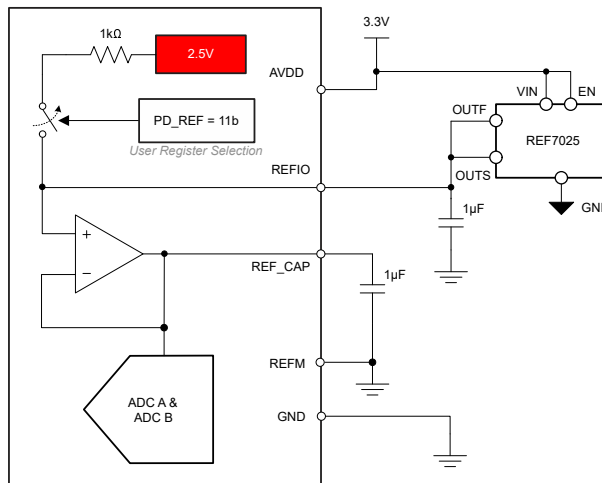 3.3V
1kΩ
2.5V
AVDD
VIN
EN
OUTF
PD_REF = 11b
REF7025
User Register Selection
OUTS
REFIO
GND
1µF
+
−
REF_CAP
1µF
REFM
ADC A &
ADC B
GND